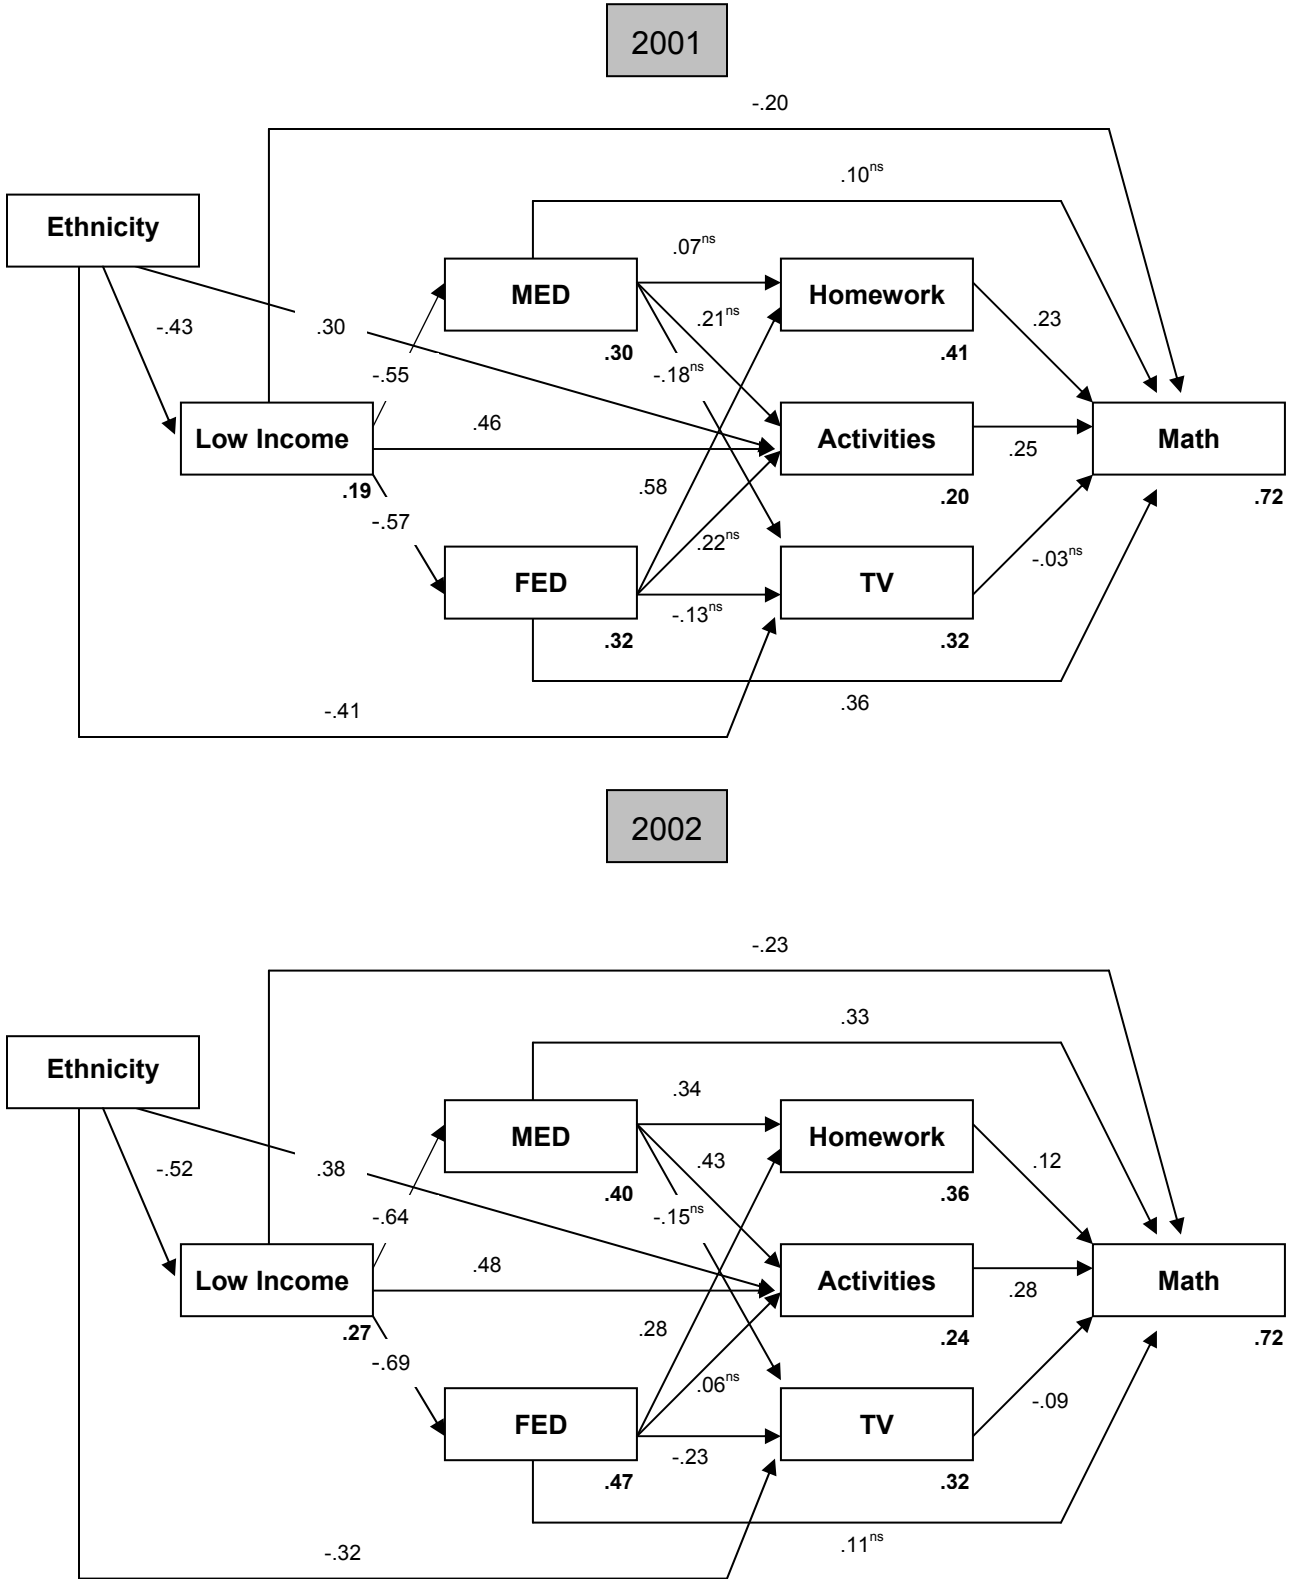 2001
-.20
.10ns
Ethnicity
.07ns
MED
Homework
.21ns
.23
-.43
.30
.30
.41
-.55
-.18ns
.46
Low Income
Activities
Math
.25
.58
.19
.20
.72
-.57
.22ns
-.03ns
FED
TV
-.13ns
.32
.32
.36
-.41
2002
-.23
.33
Ethnicity
.34
MED
Homework
.43
.12
-.52
.38
.40
.36
-.64
-.15ns
.48
Low Income
Activities
Math
.28
.28
.27
.24
.72
-.69
.06ns
-.09
FED
TV
-.23
.47
.32
.11ns
-.32